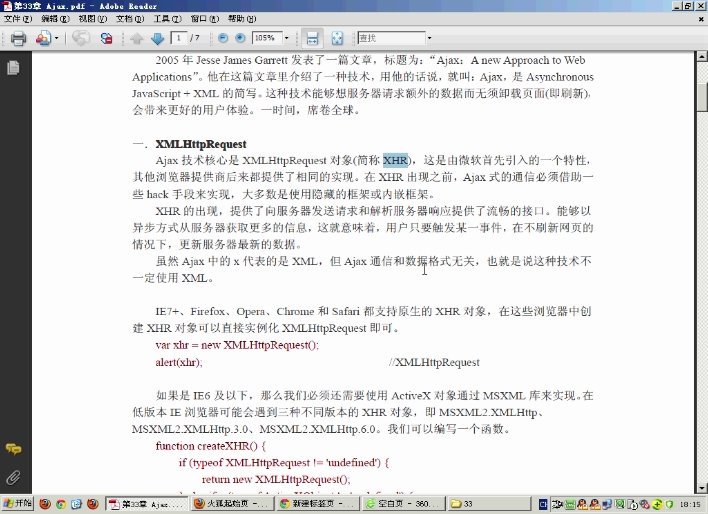 第33章 Ajax.pdf - Adobe Reader
文件(F) 编辑(E) 视图(V) 文档(D) 工具(T) 窗口(W) 帮助(H)
1 / 7 105% 查找
2005 年 Jesse James Garrett 发表了一篇文章，标题为：“Ajax：A new Approach to Web
Applications”。他在这篇文章里介绍了一种技术，用他的话说，就叫：Ajax，是 Asynchronous
JavaScript + XML 的简写。这种技术能够想服务器请求额外的数据而无须卸载页面(即刷新),
会带来更好的用户体验。一时间，席卷全球。
一．XMLHttpRequest
Ajax 技术核心是 XMLHttpRequest 对象(简称 XHR)，这是由微软首先引入的一个特性，
其他浏览器提供商后来都提供了相同的实现。在 XHR 出现之前，Ajax 式的通信必须借助一
些 hack 手段来实现，大多数是使用隐藏的框架或内嵌框架。
XHR 的出现，提供了向服务器发送请求和解析服务器响应提供了流畅的接口。能够以
异步方式从服务器获取更多的信息，这就意味着，用户只要触发某一事件，在不刷新网页的
情况下，更新服务器最新的数据。
虽然 Ajax 中的 x 代表的是 XML，但 Ajax 通信和数据格式无关，也就是说这种技术不
一定使用 XML。
IE7+、Firefox、Opera、Chrome 和 Safari 都支持原生的 XHR 对象，在这些浏览器中创
建 XHR 对象可以直接实例化 XMLHttpRequest 即可。
var xhr = new XMLHttpRequest();
alert(xhr); //XMLHttpRequest
如果是 IE6 及以下，那么我们必须还需要使用 ActiveX 对象通过 MSXML 库来实现。在
低版本 IE 浏览器可能会遇到三种不同版本的 XHR 对象，即 MSXML2.XMLHttp、
MSXML2.XMLHttp.3.0、MSXML2.XMLHttp.6.0。我们可以编写一个函数。
function createXHR() {
if (typeof XMLHttpRequest != 'undefined') {
return new XMLHttpRequest();
开始 第33章 Ajax.... 火狐起始页 - ... 新建标签页 - ... 空白页 - 360... 33 18:15